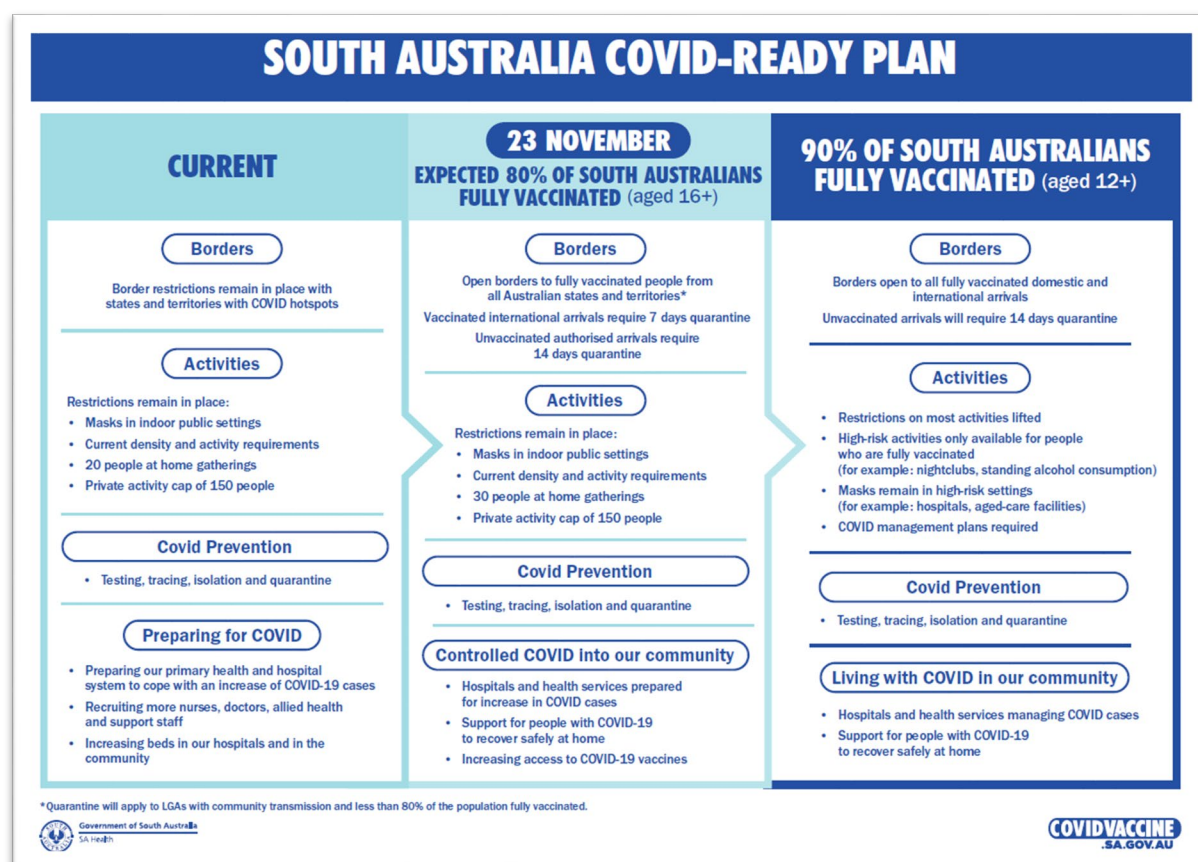 SOUTH AUSTRALIA COVID-READY PLAN
CURRENT
Borders
Border restrictions remain in place with
states and territories with COVID hotspots
Activities
Restrictions remain in place:
• Masks in indoor public settings
• Current density and activity requirements
• 20 people at home gatherings
• Private activity cap of 150 people
Covid Prevention
• Testing, tracing, isolation and quarantine
Preparing for COVID
• Preparing our primary health and hospital
system to cope with an increase of COVID-19 cases
• Recruiting more nurses, doctors, allied health
and support staff
• Increasing beds in our hospitals and in the
community
23 NOVEMBER
EXPECTED 80% OF SOUTH AUSTRALIANS
FULLY VACCINATED (aged 16+)
Borders
Open borders to fully vaccinated people from
all Australian states and territories*
Vaccinated international arrivals require 7 days quarantine
Unvaccinated authorised arrivals require
14 days quarantine
Activities
Restrictions remain in place:
• Masks in indoor public settings
• Current density and activity requirements
• 30 people at home gatherings
• Private activity cap of 150 people
Covid Prevention
• Testing, tracing, isolation and quarantine
Controlled COVID into our community
• Hospitals and health services prepared
for increase in COVID cases
• Support for people with COVID-19
to recover safely at home
• Increasing access to COVID-19 vaccines
90% OF SOUTH AUSTRALIANS
FULLY VACCINATED (aged 12+)
Borders
Borders open to all fully vaccinated domestic and
international arrivals
Unvaccinated arrivals will require 14 days quarantine
Activities
• Restrictions on most activities lifted
• High-risk activities only available for people
who are fully vaccinated
(for example: nightclubs, standing alcohol consumption)
• Masks remain in high-risk settings
(for example: hospitals, aged-care facilities)
• COVID management plans required
Covid Prevention
• Testing, tracing, isolation and quarantine
Living with COVID in our community
• Hospitals and health services managing COVID cases
• Support for people with COVID-19
to recover safely at home
*Quarantine will apply to LGAs with community transmission and less than 80% of the population fully vaccinated.
Government of South Australia
SA Health
COVIDVACCINE
.SA.GOV.AU